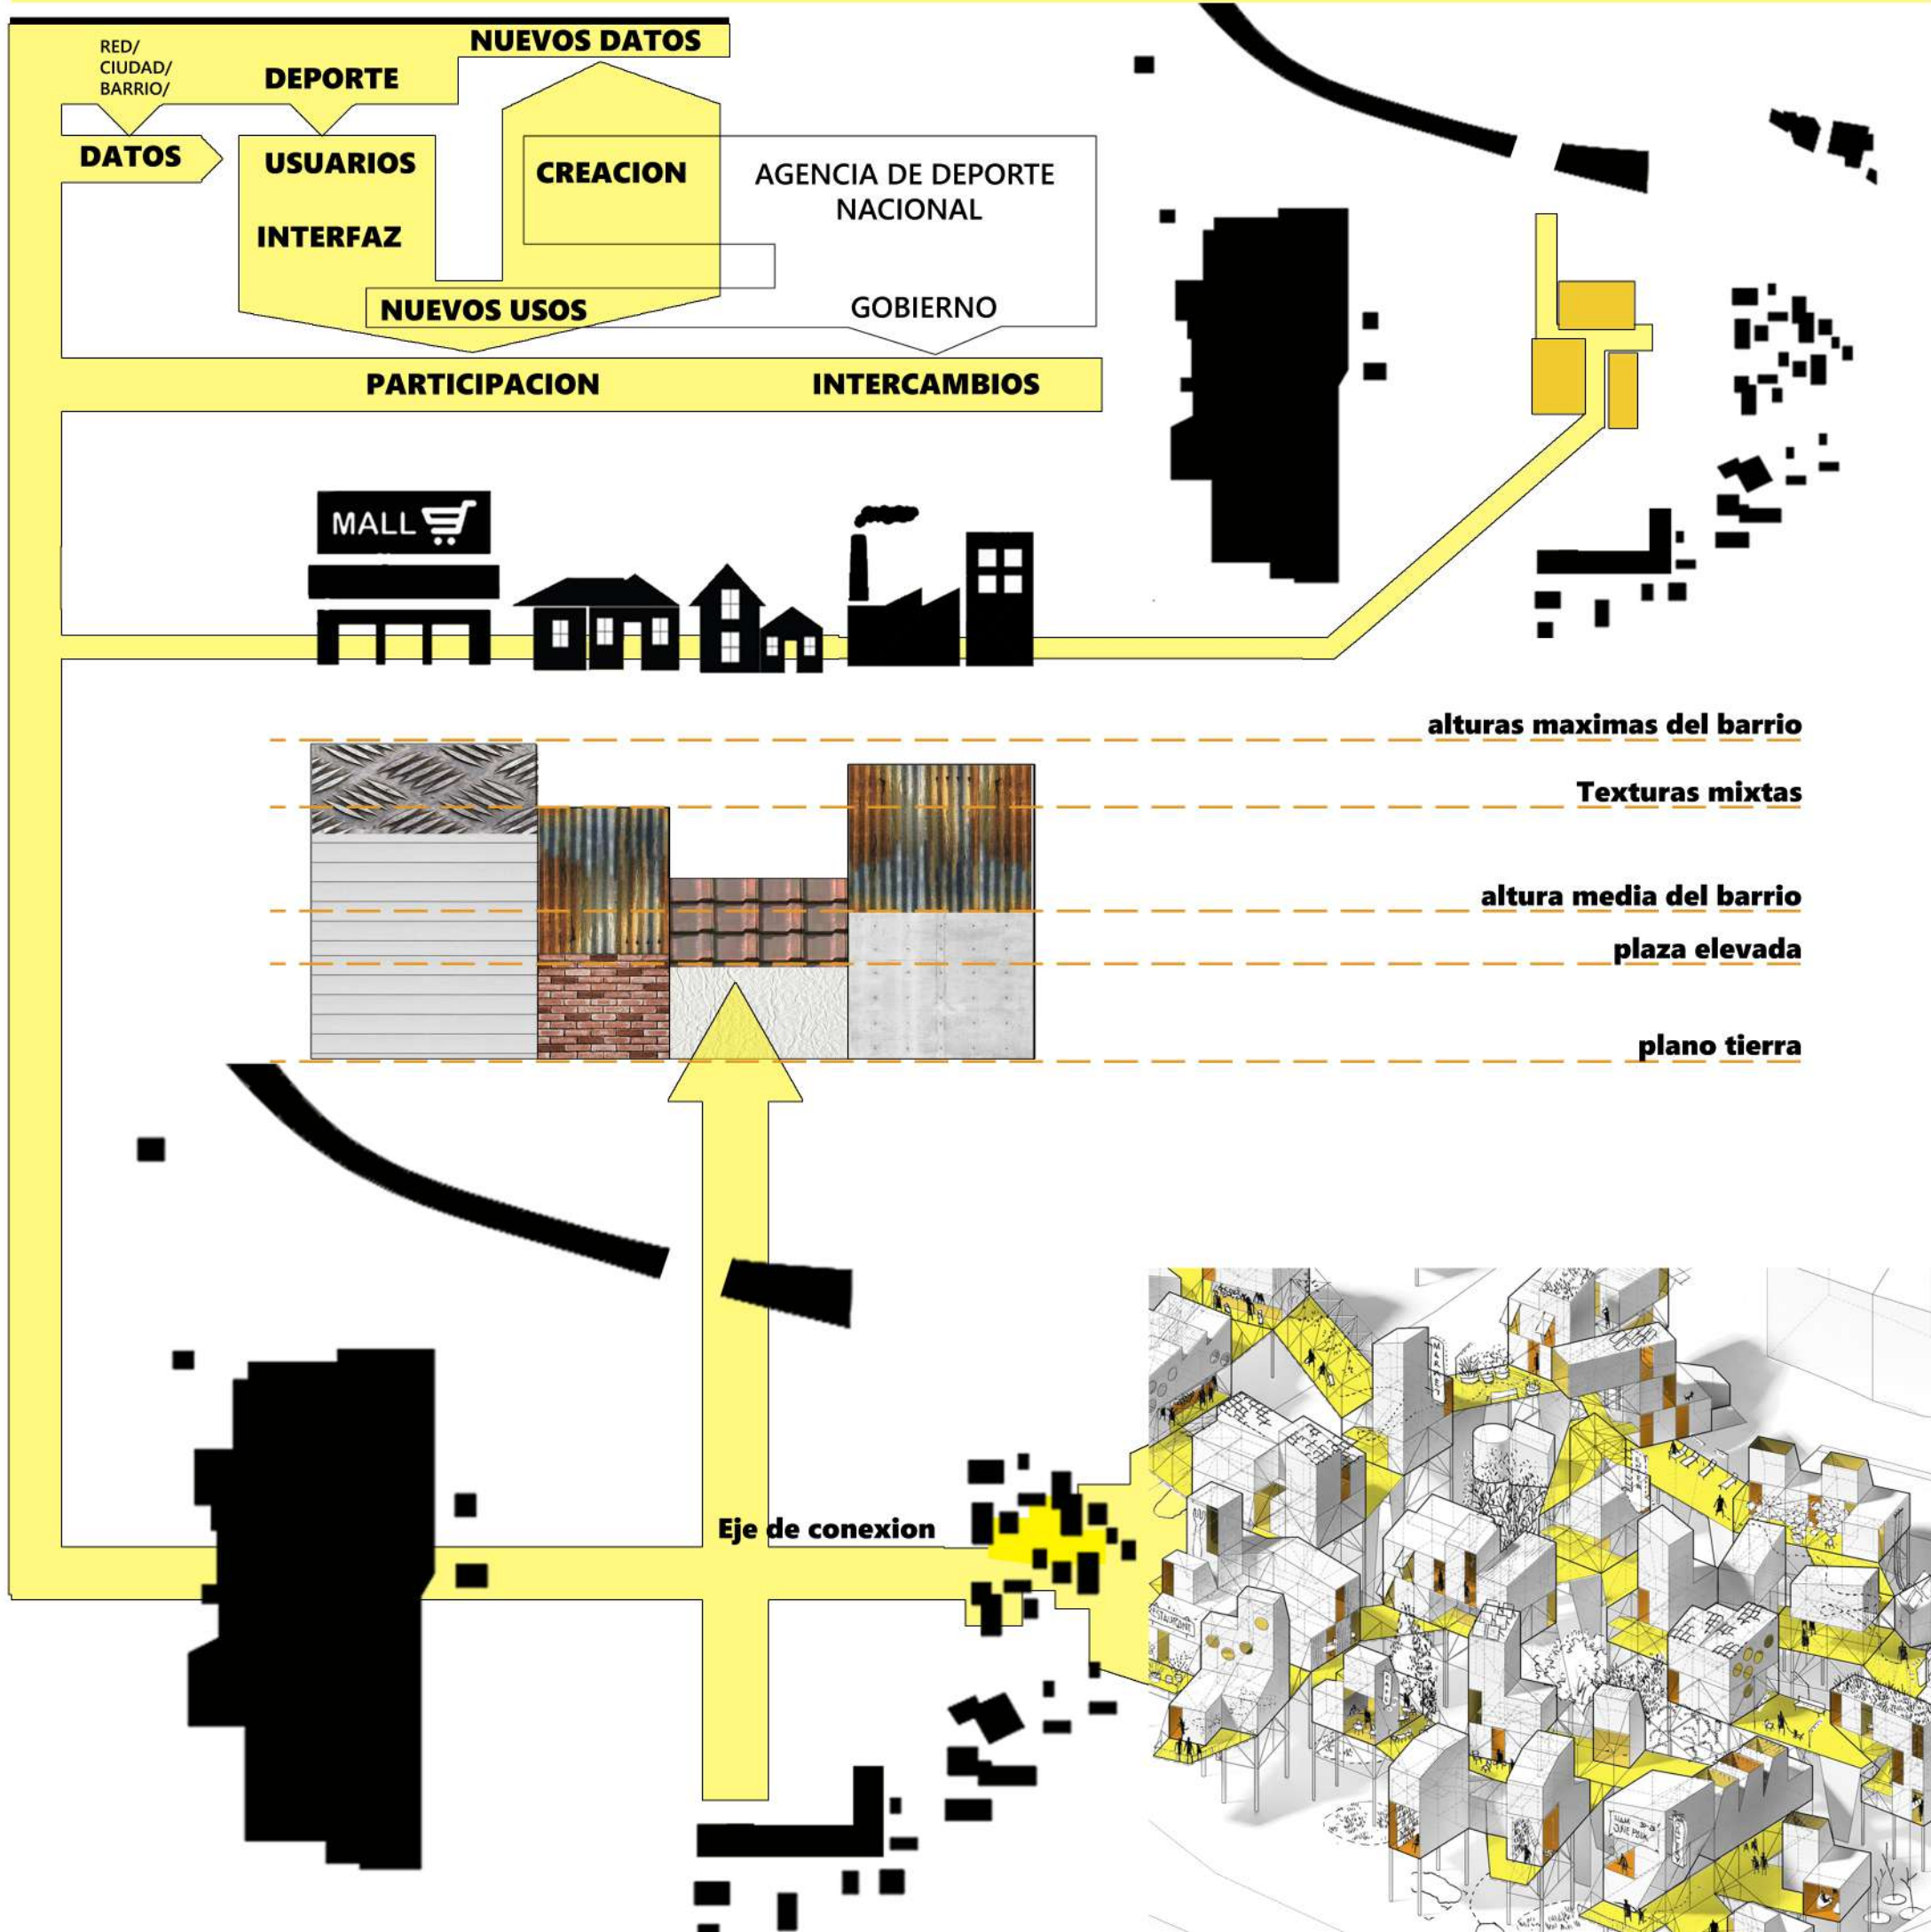 NUEVOS DATOS
RED/
CIUDAD/
BARRIO/
DEPORTE
DATOS
USUARIOS
INTERFAZ
CREACION
AGENCIA DE DEPORTE
NACIONAL
NUEVOS USOS
GOBIERNO
PARTICIPACION
INTERCAMBIOS
MALL
alturas maximas del barrio
Texturas mixtas
altura media del barrio
plaza elevada
plano tierra
Eje de conexion
MARKET